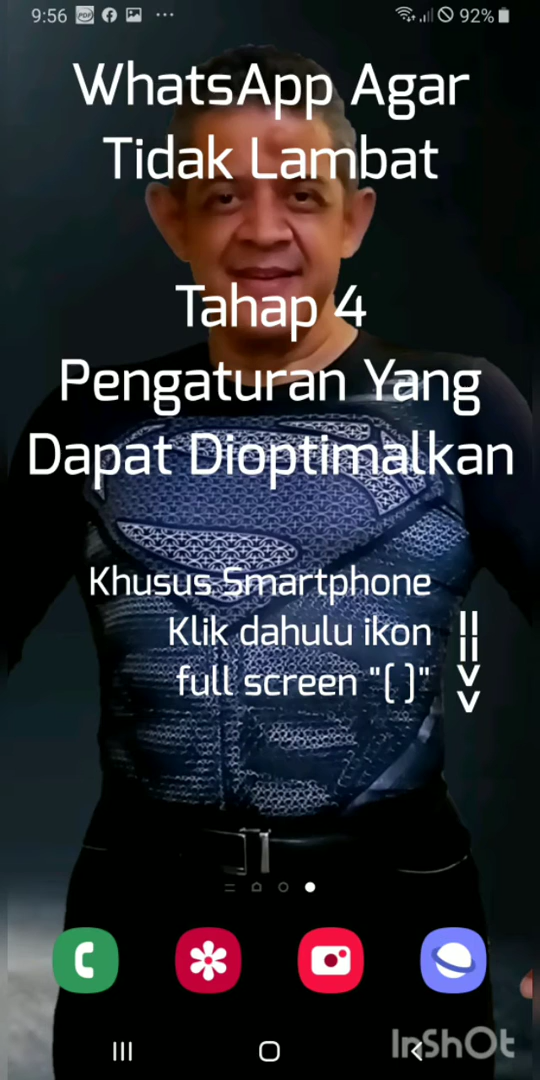 9:56 PDF 92%
WhatsApp Agar
Tidak Lambat
Tahap 4
Pengaturan Yang
Dapat Dioptimalkan
Khusus Smartphone
Klik dahulu ikon
full screen "[ ]"
InShOt